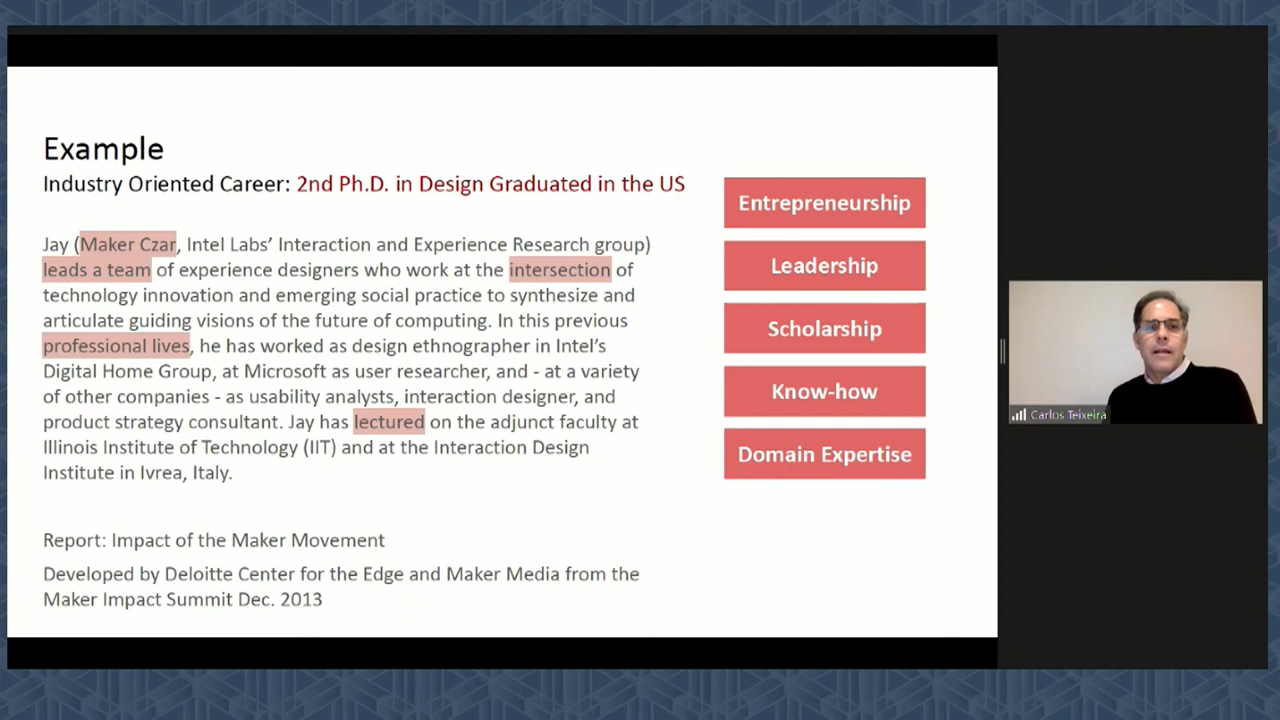 Example
Industry Oriented Career: 2nd Ph.D. in Design Graduated in the US
Jay (Maker Czar, Intel Labs’ Interaction and Experience Research group)
leads a team of experience designers who work at the intersection of
technology innovation and emerging social practice to synthesize and
articulate guiding visions of the future of computing. In this previous
professional lives, he has worked as design ethnographer in Intel’s
Digital Home Group, at Microsoft as user researcher, and - at a variety
of other companies - as usability analysts, interaction designer, and
product strategy consultant. Jay has lectured on the adjunct faculty at
Illinois Institute of Technology (IIT) and at the Interaction Design
Institute in Ivrea, Italy.
Report: Impact of the Maker Movement
Developed by Deloitte Center for the Edge and Maker Media from the
Maker Impact Summit Dec. 2013
Entrepreneurship
Leadership
Scholarship
Know-how
Domain Expertise
Carlos Teixeira